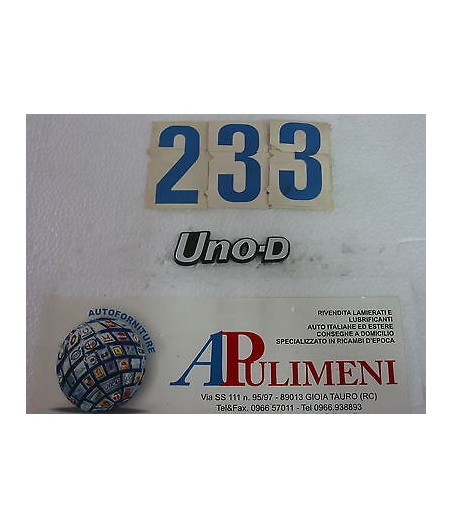 233
UNO-D
AUTOFORNITURE
RIVENDITA LAMIERATI E
LUBRIFICANTI
AUTO ITALIANE ED ESTERE
CONSEGNE A DOMICILIO
SPECIALIZZATO IN RICAMBI D'EPOCA
APULIMENI
Via SS 111 n. 95/97 - 89013 GIOIA TAURO (RC)
Tel&Fax. 0966 57011 - Tel 0966.938893